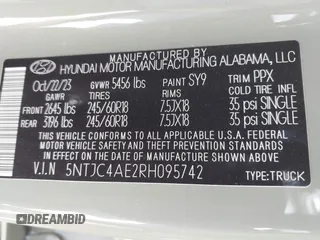 MANUFACTURED BY
HYUNDAI MOTOR MANUFACTURING ALABAMA, LLC
Oct/22/23 GVWR 5456 lbs PAINT SY9 TRIM PPX
GAWR TIRES RIMS Cold Tire Infl.
FRONT 2645 lbs 245/60R18 7.5JX18 35 psi SINGLE
REAR 3196 lbs 245/60R18 7.5JX18 35 psi SINGLE
THIS VEHICLE CONFORMS TO ALL APPLICABLE U.S. FEDERAL MOTOR
VEHICLE SAFETY AND THEFT PREVENTION STANDARDS
IN EFFECT ON THE DATE OF MANUFACTURE SHOWN ABOVE.
V.I.N 5NTJC4AE2RH095742 TYPE:TRUCK
DREAMBID